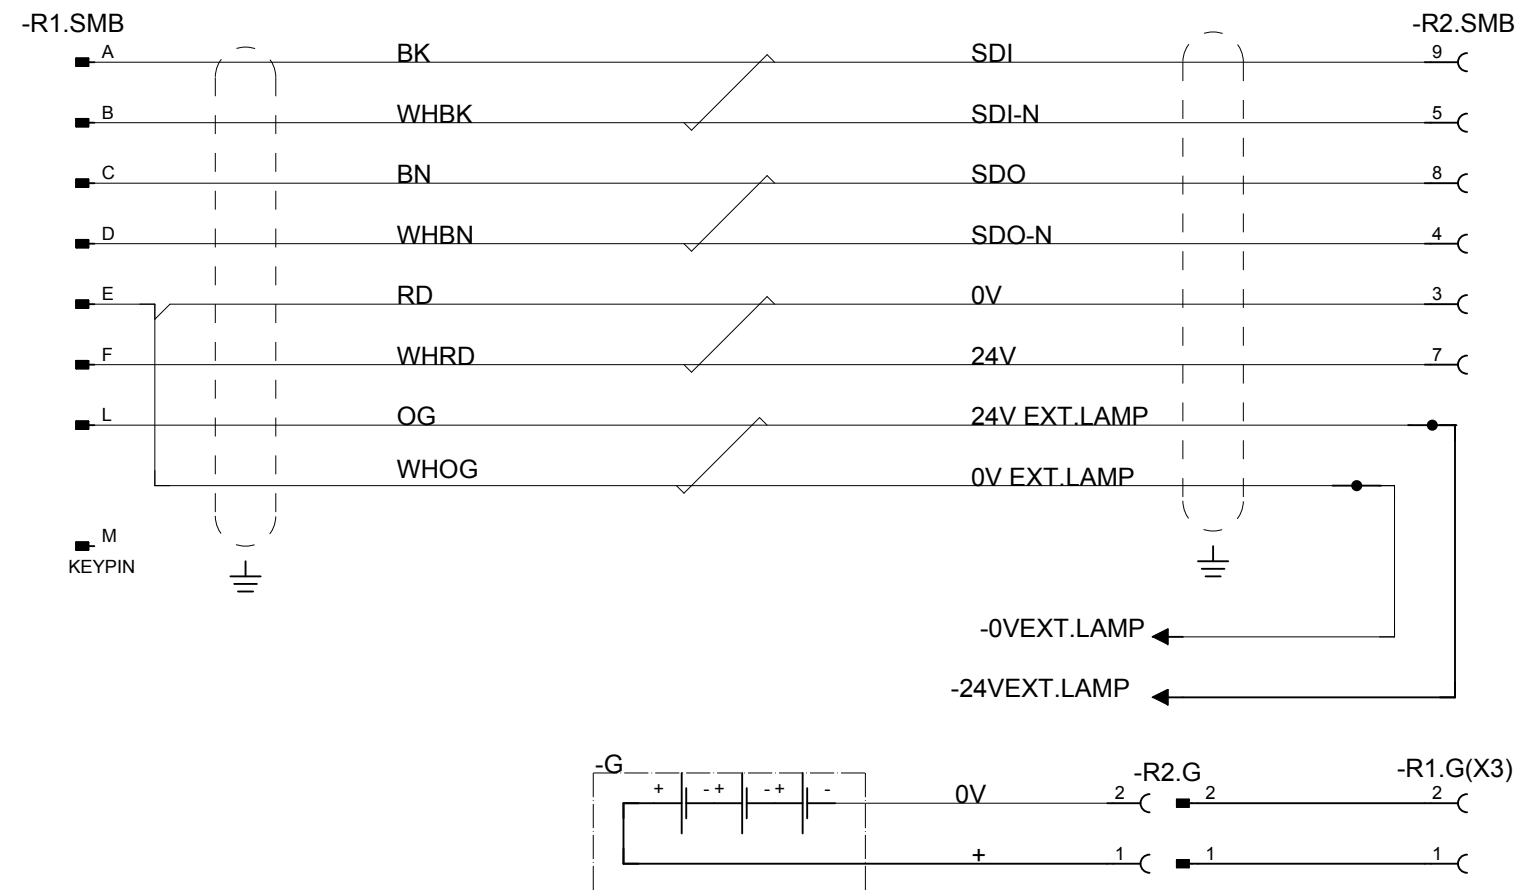 -R1.SMB -R2.SMB
A BK SDI 9
B WHBK SDI-N 5
C BN SDO 8
D WHBN SDO-N 4
E RD 0V 3
F WHRD 24V 7
L OG 24V EXT.LAMP
WHOG 0V EXT.LAMP
M
KEYPIN
-0VEXT.LAMP
-24VEXT.LAMP
-G -R2.G -R1.G(X3)
+ - + - + - 0V 2 2 2
+ 1 1 1